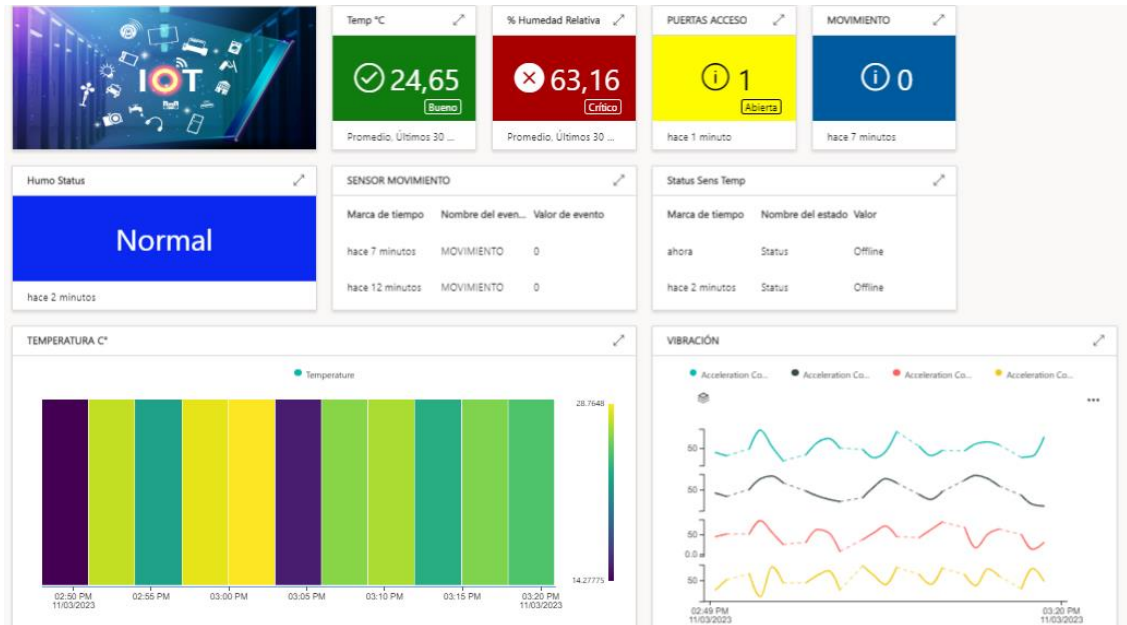 IOT
Temp °C
24,65
Bueno
Promedio, Últimos 30 ...
% Humedad Relativa
63,16
Crítico
Promedio, Últimos 30 ...
PUERTAS ACCESO
1
Abierta
hace 1 minuto
MOVIMIENTO
0
hace 7 minutos
Humo Status
Normal
hace 2 minutos
SENSOR MOVIMIENTO
Marca de tiempo Nombre del even... Valor de evento
hace 7 minutos MOVIMIENTO 0
hace 12 minutos MOVIMIENTO 0
Status Sens Temp
Marca de tiempo Nombre del estado Valor
ahora Status Offline
hace 2 minutos Status Offline
TEMPERATURA C°
Temperature
28.7648
14.27775
02:50 PM 02:55 PM 03:00 PM 03:05 PM 03:10 PM 03:15 PM 03:20 PM
11/03/2023 11/03/2023
VIBRACIÓN
Acceleration Co... Acceleration Co... Acceleration Co... Acceleration Co...
50
50
50
0.0
50
02:49 PM 03:20 PM
11/03/2023 11/03/2023